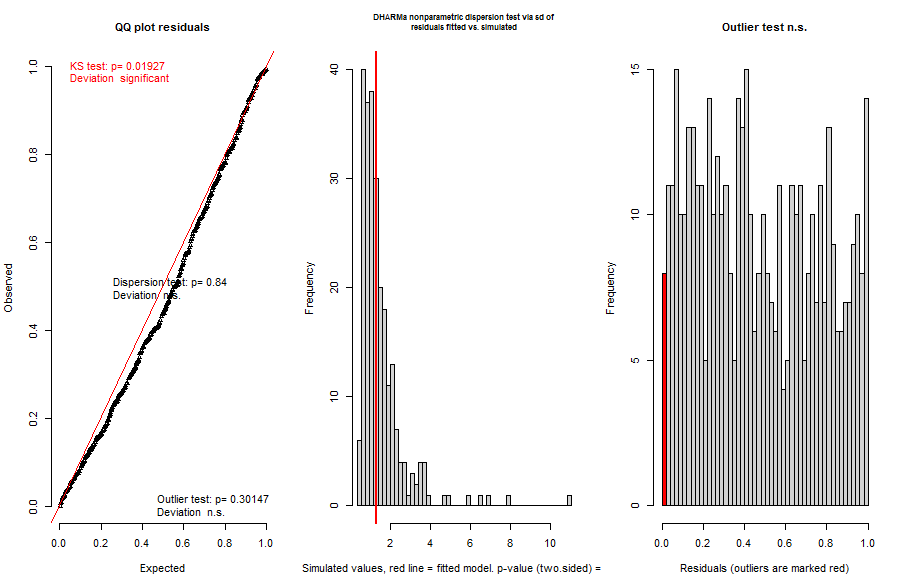 QQ plot residuals
KS test: p= 0.01927
Deviation significant
Dispersion test: p= 0.84
Deviation n.s.
Outlier test: p= 0.30147
Deviation n.s.
Observed
0.0 0.2 0.4 0.6 0.8 1.0
0.0 0.2 0.4 0.6 0.8 1.0
Expected
DHARMa nonparametric dispersion test via sd of
residuals fitted vs. simulated
Frequency
0 10 20 30 40
2 4 6 8 10
Simulated values, red line = fitted model. p-value (two.sided) =
Outlier test n.s.
Frequency
0 5 10 15
0.0 0.2 0.4 0.6 0.8 1.0
Residuals (outliers are marked red)